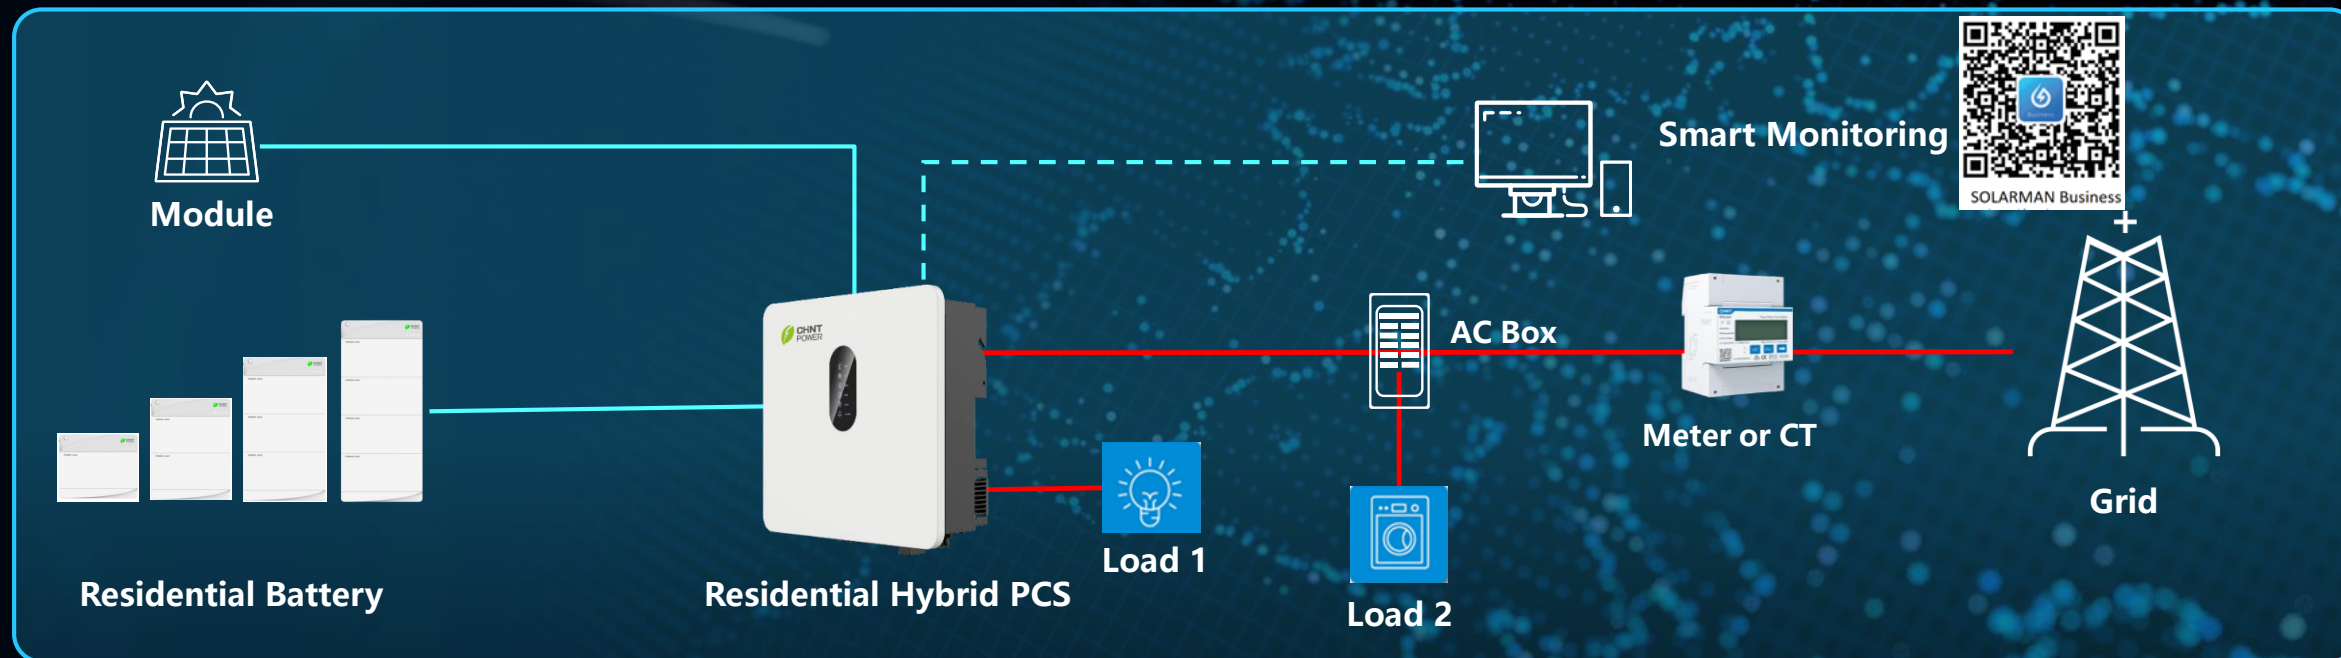 Module
Smart Monitoring
SOLARMAN Business
CHNT
POWER
AC Box
Meter or CT
Grid
Load 1
Load 2
Residential Battery
Residential Hybrid PCS